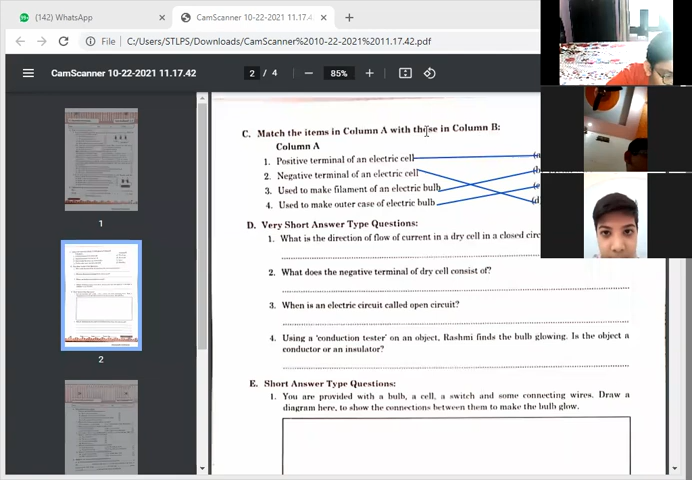 (142) WhatsApp
CamScanner 10-22-2021 11.17.4
File
C:/Users/STLPS/Downloads/CamScanner%2010-22-2021%2011.17.42.pdf
CamScanner 10-22-2021 11.17.42
2 / 4
85%
1
2
C. Match the items in Column A with those in Column B:
Column A
1. Positive terminal of an electric cell
2. Negative terminal of an electric cell
3. Used to make filament of an electric bulb
4. Used to make outer case of electric bulb
(a
(b
(d
D. Very Short Answer Type Questions:
1. What is the direction of flow of current in a dry cell in a closed circ
2. What does the negative terminal of dry cell consist of?
3. When is an electric circuit called open circuit?
4. Using a 'conduction tester' on an object, Rashmi finds the bulb glowing. Is the object a
conductor or an insulator?
E. Short Answer Type Questions:
1. You are provided with a bulb, a cell, a switch and some connecting wires. Draw a
diagram here, to show the connections between them to make the bulb glow.